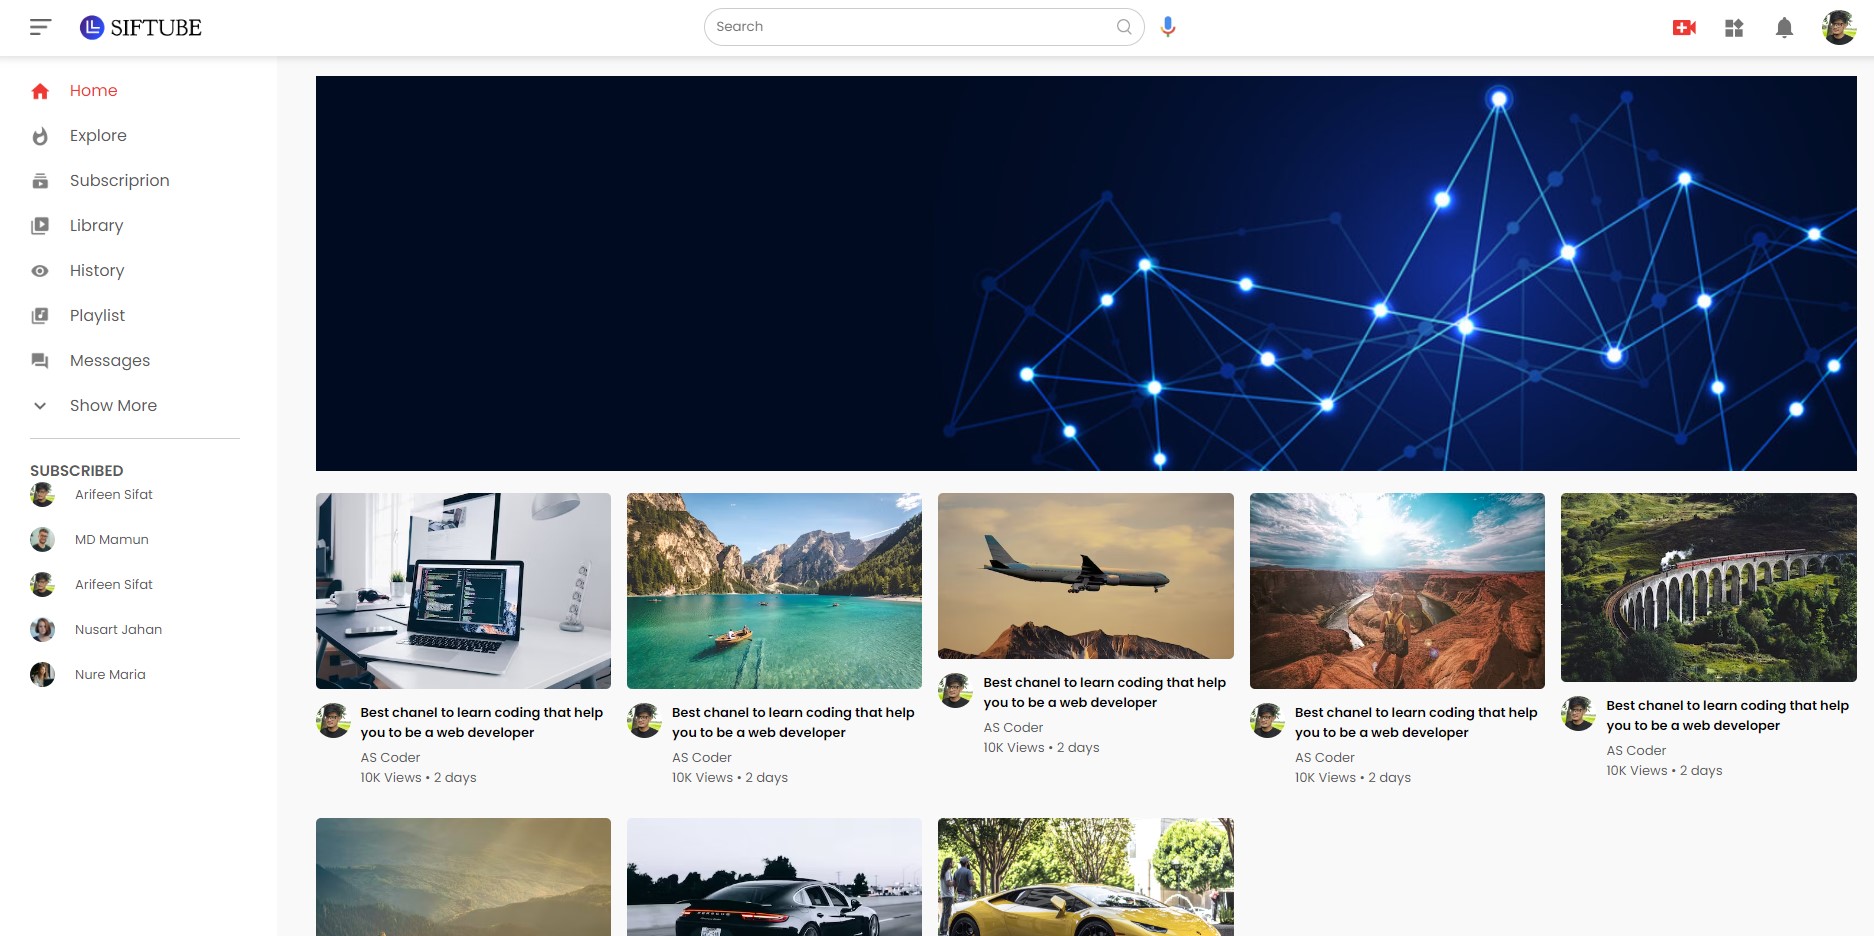 SIFTUBE
Search
Home
Explore
Subscriprion
Library
History
Playlist
Messages
Show More
SUBSCRIBED
Arifeen Sifat
MD Mamun
Arifeen Sifat
Nusart Jahan
Nure Maria
Best chanel to learn coding that help
you to be a web developer
AS Coder
10K Views • 2 days
Best chanel to learn coding that help
you to be a web developer
AS Coder
10K Views • 2 days
Best chanel to learn coding that help
you to be a web developer
AS Coder
10K Views • 2 days
Best chanel to learn coding that help
you to be a web developer
AS Coder
10K Views • 2 days
Best chanel to learn coding that help
you to be a web developer
AS Coder
10K Views • 2 days
PORSCHE